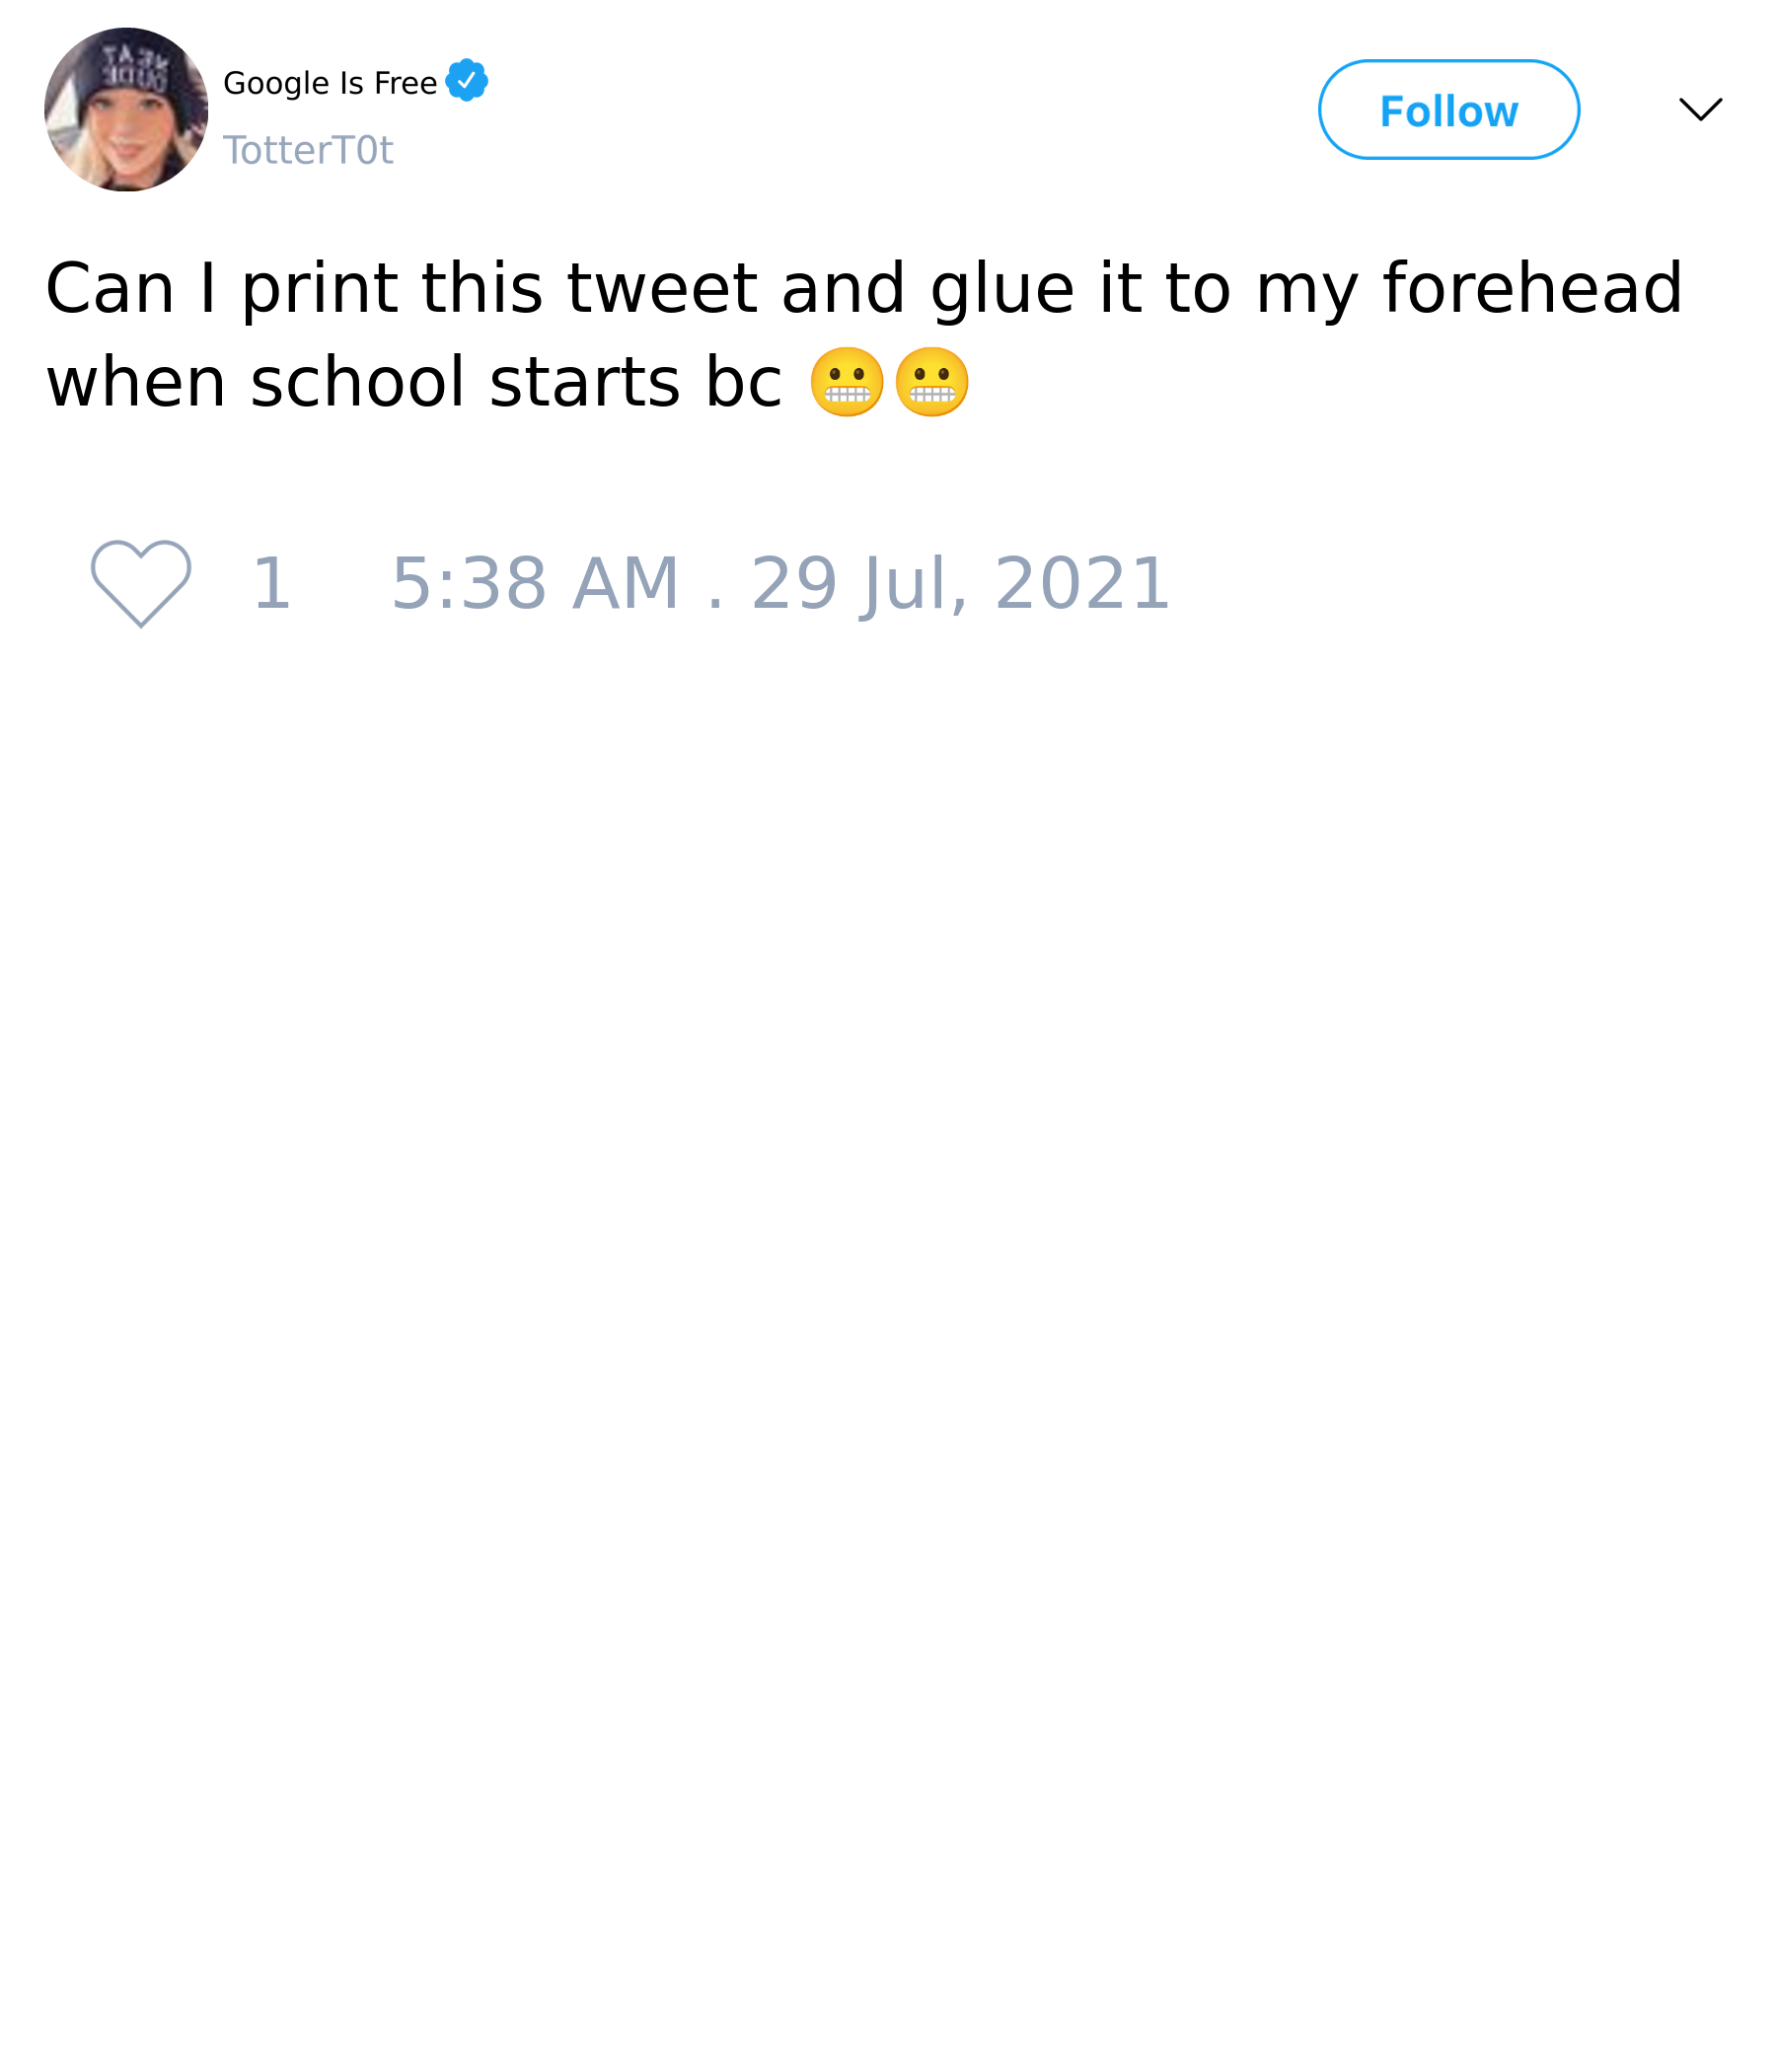 Google Is Free
TotterT0t
Follow
Can I print this tweet and glue it to my forehead
when school starts bc 😬😬
1 5:38 AM . 29 Jul, 2021